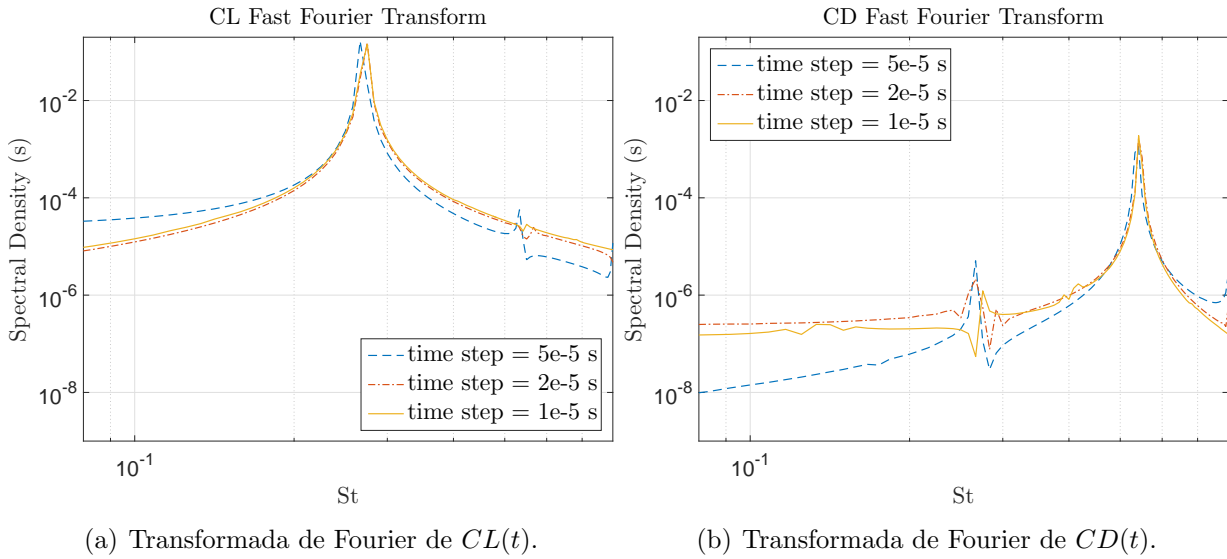 CL Fast Fourier Transform
Spectral Density (s)
10^-2
10^-4
10^-6
10^-8
time step = 5e-5 s
time step = 2e-5 s
time step = 1e-5 s
10^-1
St
(a) Transformada de Fourier de CL(t).
CD Fast Fourier Transform
Spectral Density (s)
10^-2
10^-4
10^-6
10^-8
time step = 5e-5 s
time step = 2e-5 s
time step = 1e-5 s
10^-1
St
(b) Transformada de Fourier de CD(t).